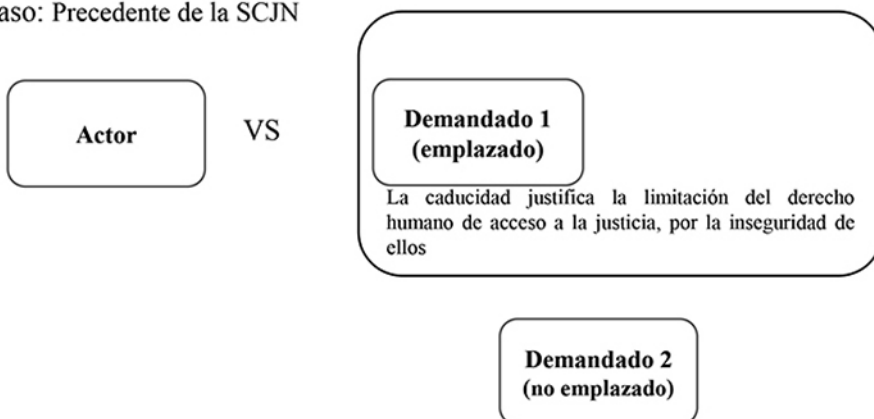 aso: Precedente de la SCJN
Actor
VS
Demandado 1
(emplazado)
La caducidad justifica la limitación del derecho
humano de acceso a la justicia, por la inseguridad de
ellos
Demandado 2
(no emplazado)